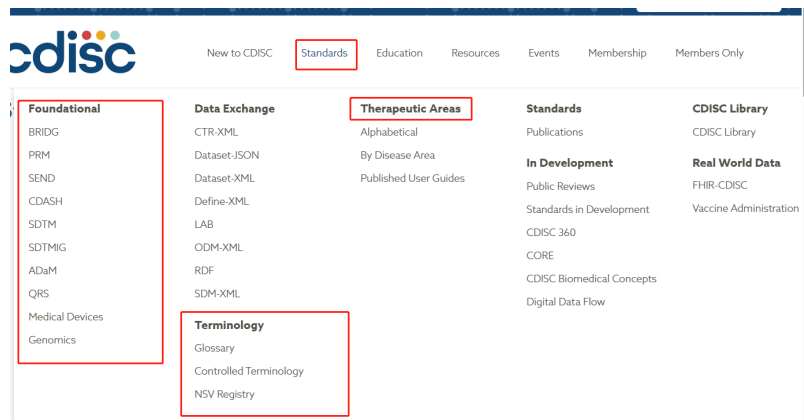 cdisc
New to CDISC Standards Education Resources Events Membership Members Only
Foundational
BRIDG
PRM
SEND
CDASH
SDTM
SDTMIG
ADaM
QRS
Medical Devices
Genomics
Data Exchange
CTR-XML
Dataset-JSON
Dataset-XML
Define-XML
LAB
ODM-XML
RDF
SDM-XML
Terminology
Glossary
Controlled Terminology
NSV Registry
Therapeutic Areas
Alphabetical
By Disease Area
Published User Guides
Standards
Publications
In Development
Public Reviews
Standards in Development
CDISC 360
CORE
CDISC Biomedical Concepts
Digital Data Flow
CDISC Library
CDISC Library
Real World Data
FHIR-CDISC
Vaccine Administration